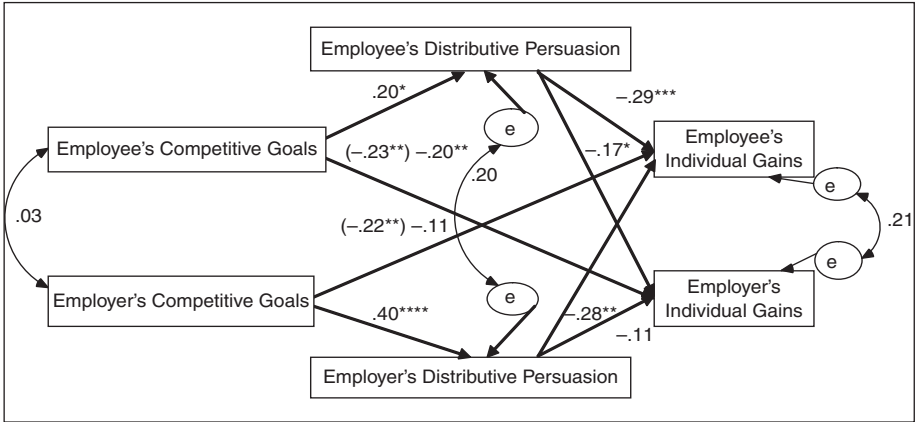 Employee’s Distributive Persuasion
.20*
–.29***
e
Employee’s
Individual Gains
Employee’s Competitive Goals
(–.23**) –.20**
–.17*
.20
e
.03
.21
(–.22**) –.11
e
Employer’s Competitive Goals
e
Employer’s
Individual Gains
.40****
–.28**
–.11
Employer’s Distributive Persuasion